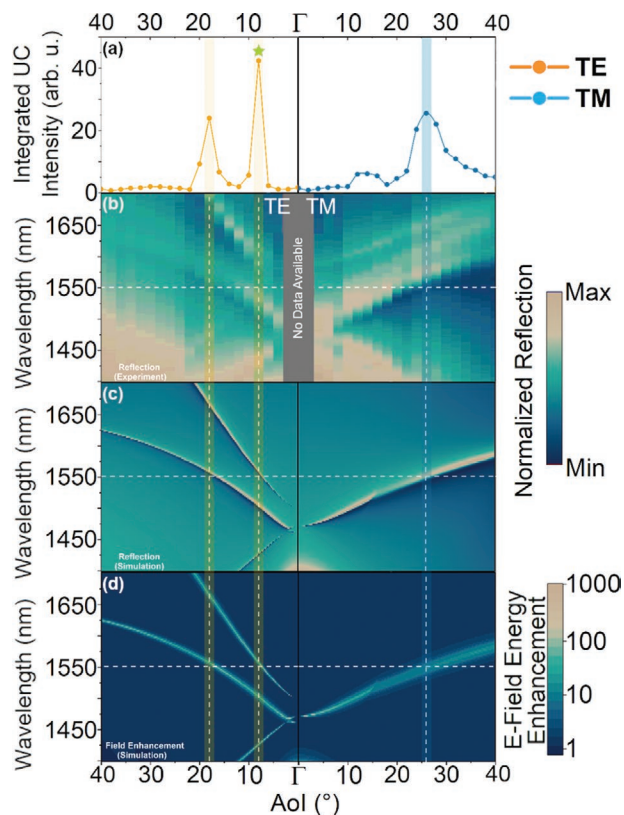 40 30 20 10 Γ 10 20 30 40
(a)
Integrated UC
Intensity (arb. u.)
40
20
0
TE
TM
(b)
TE TM
No Data Available
Wavelength (nm)
1650
1550
1450
Reflection
(Experiment)
Max
Normalized Reflection
Min
(c)
Wavelength (nm)
1650
1550
1450
Reflection
(Simulation)
(d)
Wavelength (nm)
1650
1550
1450
Field Enhancement
(Simulation)
E-Field Energy
Enhancement
1000
100
10
1
40 30 20 10 Γ 10 20 30 40
AoI (°)